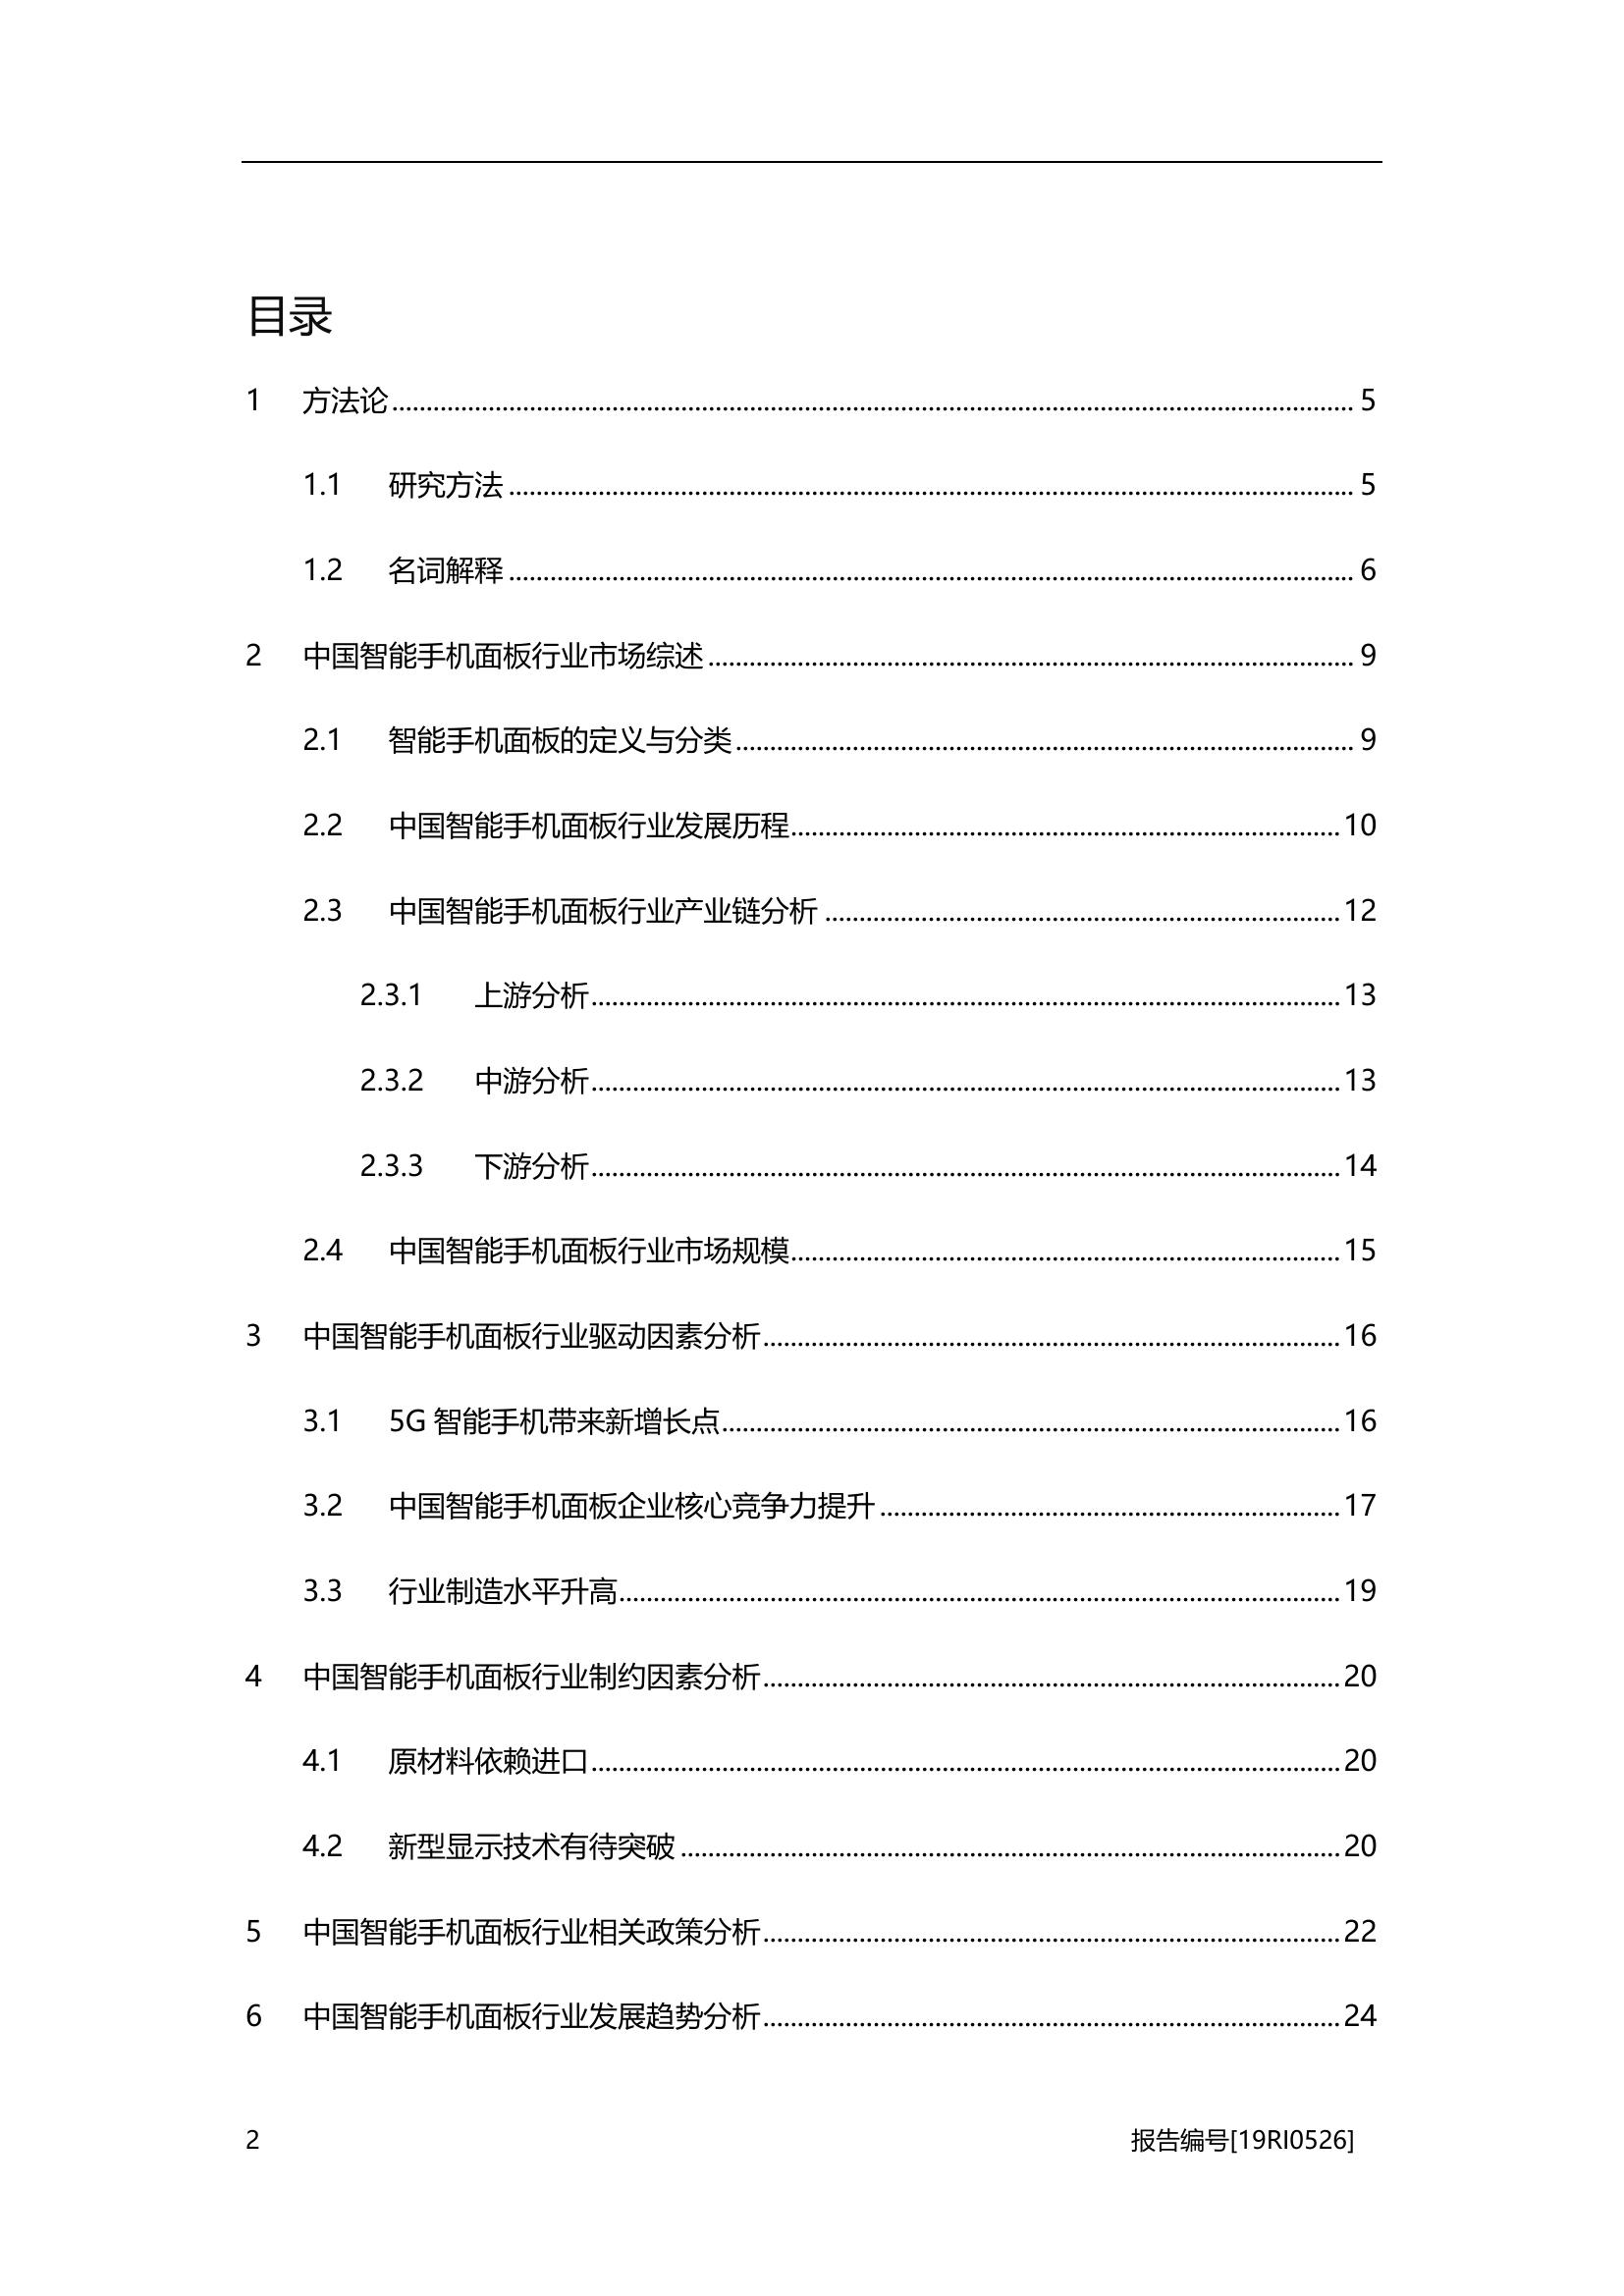 目录
1 方法论........ 5
1.1 研究方法........ 5
1.2 名词解释........ 6
2 中国智能手机面板行业市场综述........ 9
2.1 智能手机面板的定义与分类........ 9
2.2 中国智能手机面板行业发展历程........ 10
2.3 中国智能手机面板行业产业链分析........ 12
2.3.1 上游分析........ 13
2.3.2 中游分析........ 13
2.3.3 下游分析........ 14
2.4 中国智能手机面板行业市场规模........ 15
3 中国智能手机面板行业驱动因素分析........ 16
3.1 5G 智能手机带来新增长点........ 16
3.2 中国智能手机面板企业核心竞争力提升........ 17
3.3 行业制造水平升高........ 19
4 中国智能手机面板行业制约因素分析........ 20
4.1 原材料依赖进口........ 20
4.2 新型显示技术有待突破........ 20
5 中国智能手机面板行业相关政策分析........ 22
6 中国智能手机面板行业发展趋势分析........ 24
2 报告编号[19RI0526]